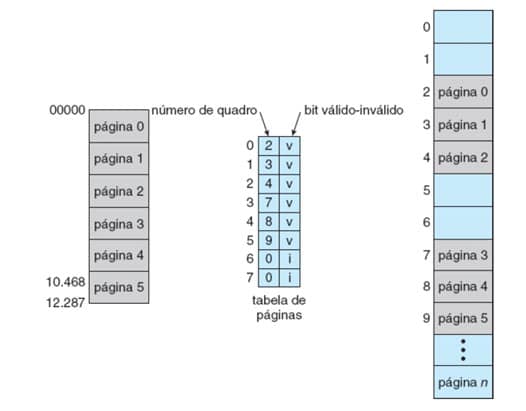 00000
página 0
página 1
página 2
página 3
página 4
página 5
10.468
12.287
número de quadro
bit válido-inválido
0 2 v
1 3 v
2 4 v
3 7 v
4 8 v
5 9 v
6 0 i
7 0 i
tabela de
páginas
0
1
2 página 0
3 página 1
4 página 2
5
6
7 página 3
8 página 4
9 página 5
página n